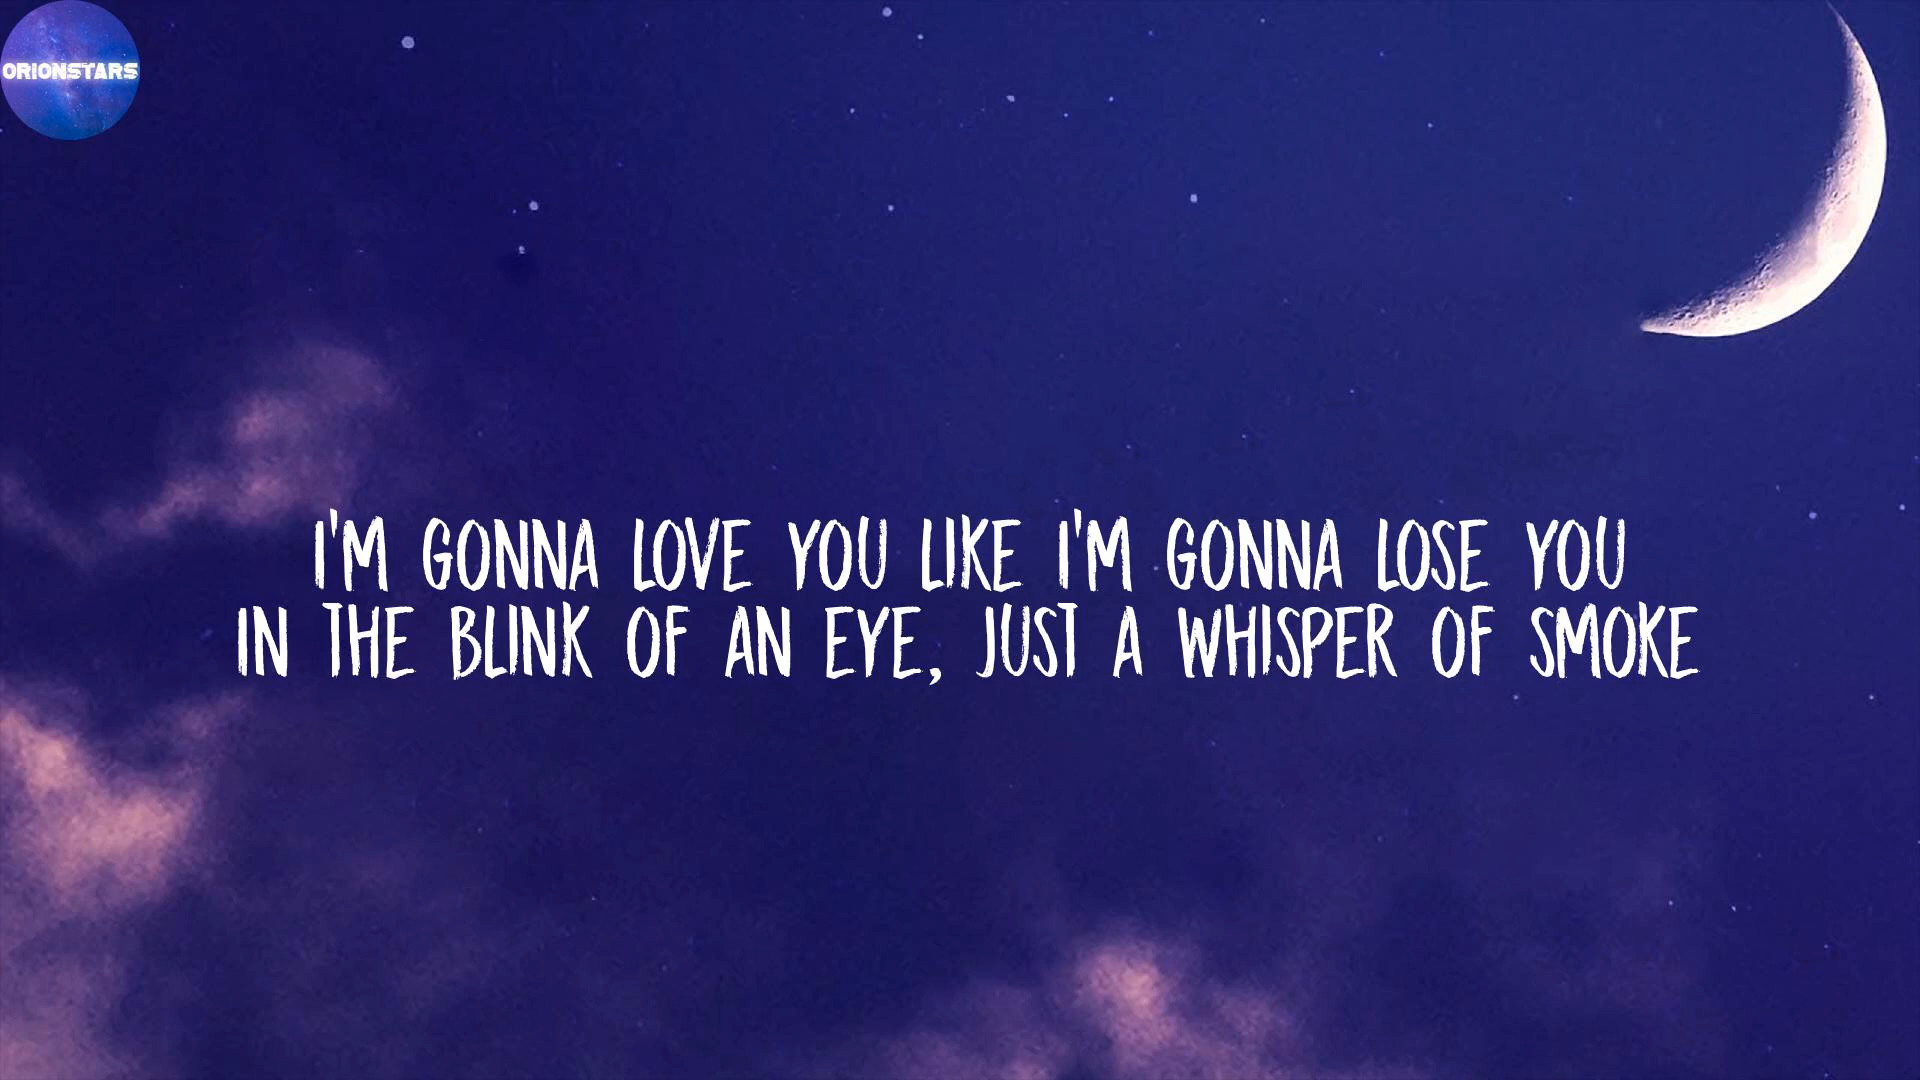 ORIONSTARS
I'M GONNA LOVE YOU LIKE I'M GONNA LOSE YOU
IN THE BLINK OF AN EYE, JUST A WHISPER OF SMOKE